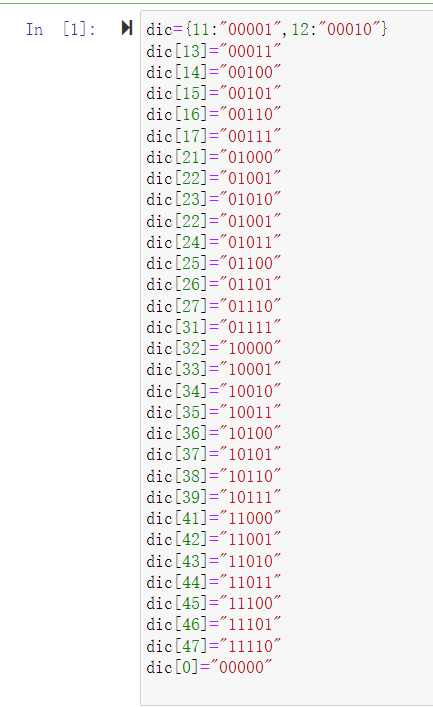 In [1]: dic={11:"00001",12:"00010"}
dic[13]="00011"
dic[14]="00100"
dic[15]="00101"
dic[16]="00110"
dic[17]="00111"
dic[21]="01000"
dic[22]="01001"
dic[23]="01010"
dic[22]="01001"
dic[24]="01011"
dic[25]="01100"
dic[26]="01101"
dic[27]="01110"
dic[31]="01111"
dic[32]="10000"
dic[33]="10001"
dic[34]="10010"
dic[35]="10011"
dic[36]="10100"
dic[37]="10101"
dic[38]="10110"
dic[39]="10111"
dic[41]="11000"
dic[42]="11001"
dic[43]="11010"
dic[44]="11011"
dic[45]="11100"
dic[46]="11101"
dic[47]="11110"
dic[0]="00000"